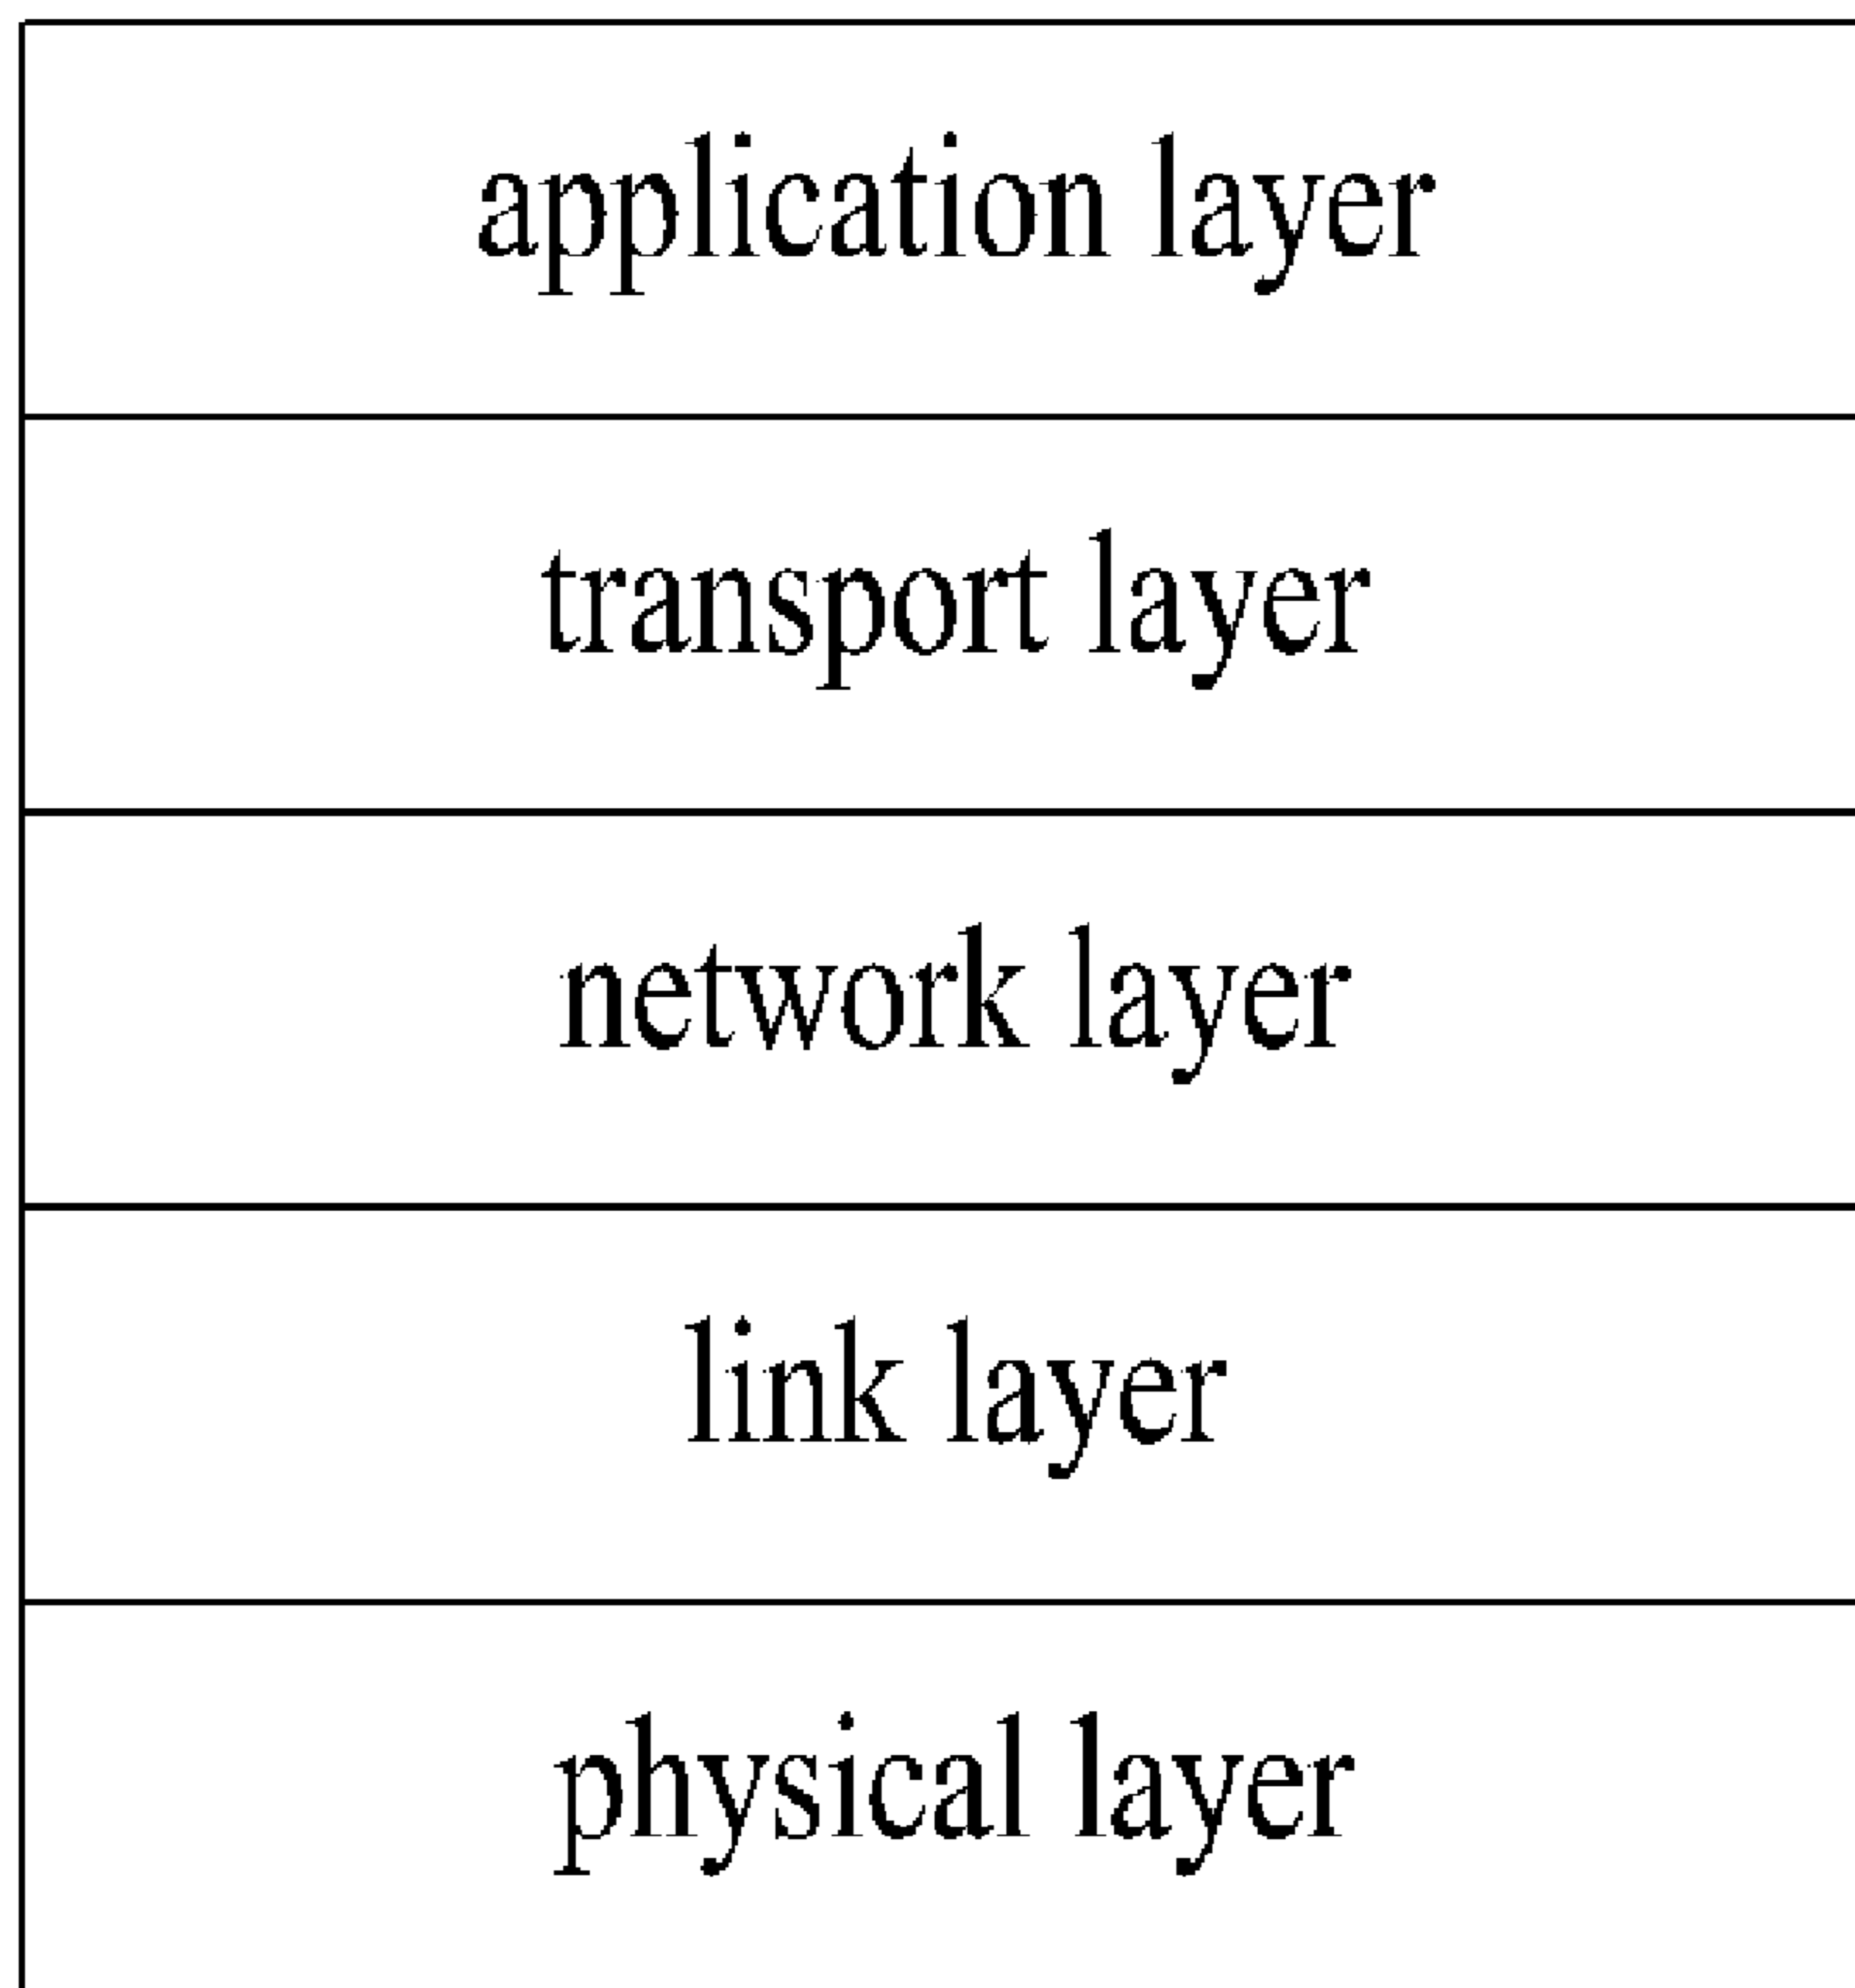 application layer
transport layer
network layer
link layer
physical layer